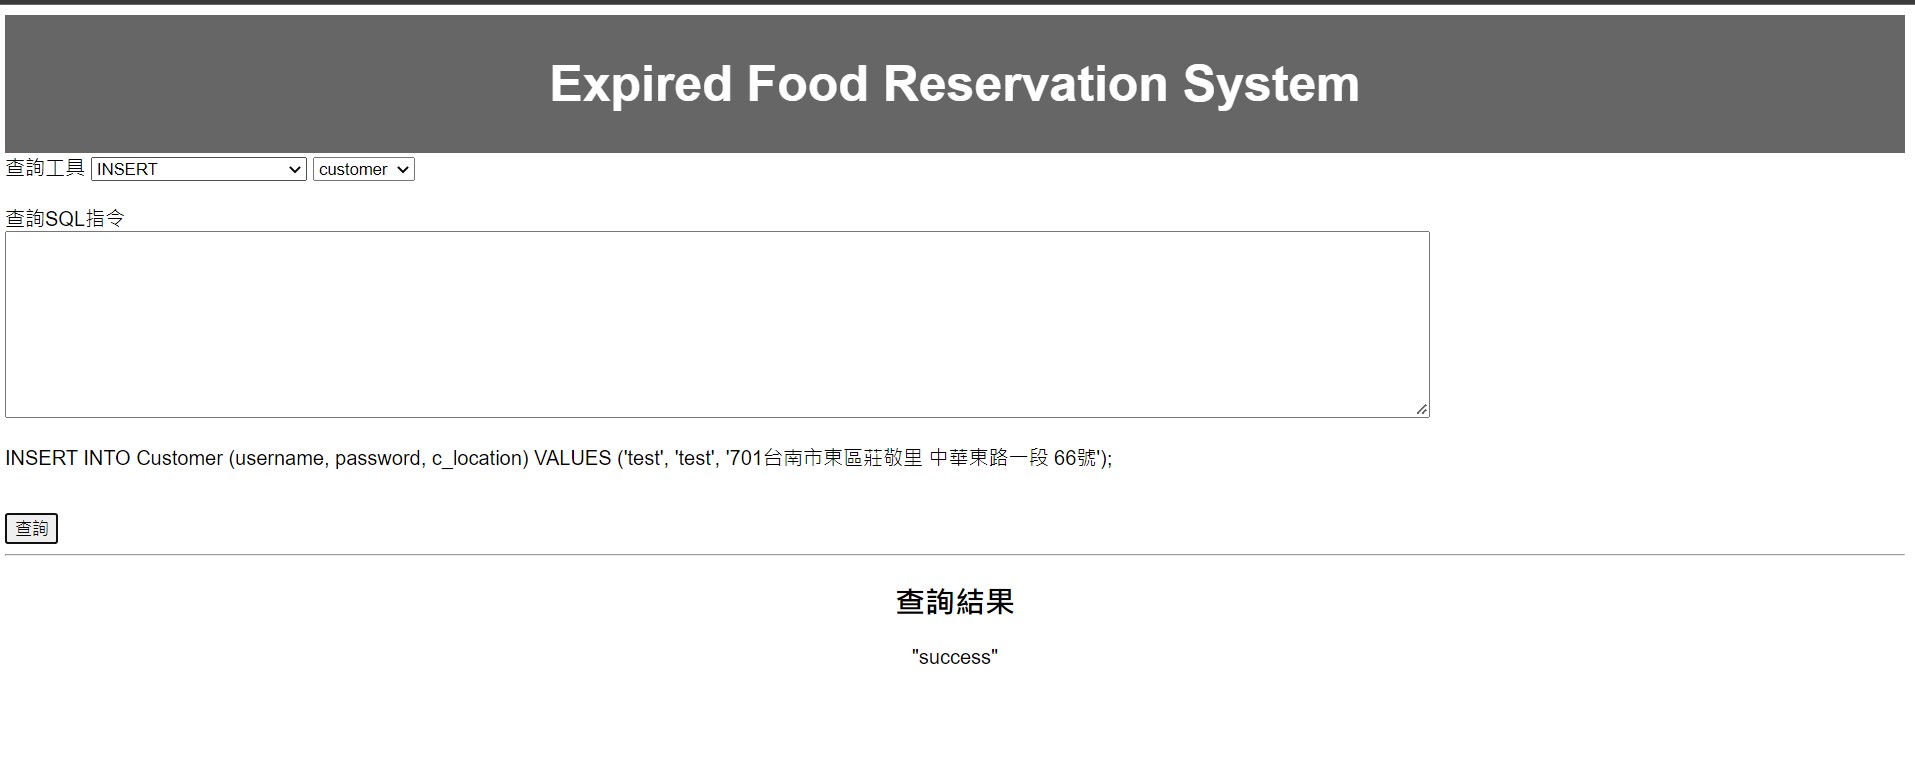 Expired Food Reservation System
查詢工具 INSERT customer
查詢SQL指令
INSERT INTO Customer (username, password, c_location) VALUES ('test', 'test', '701台南市東區莊敬里 中華東路一段 66號');
查詢
查詢結果
"success"